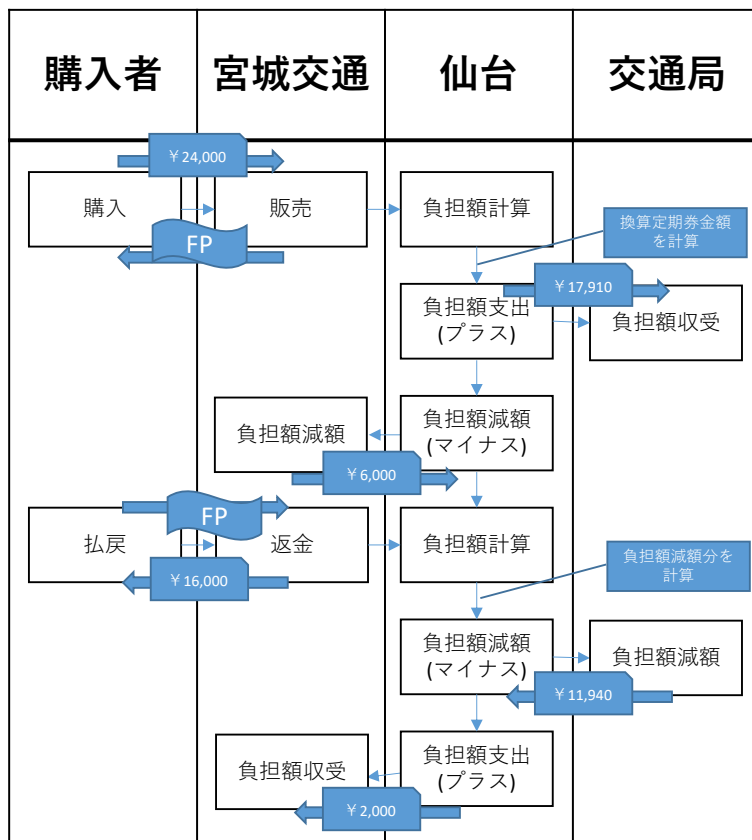 購入者
宮城交通
仙台
交通局
￥24,000
購入
販売
負担額計算
FP
換算定期券金額
を計算
￥17,910
負担額支出
(プラス)
負担額収受
負担額減額
負担額減額
(マイナス)
￥6,000
FP
払戻
返金
負担額計算
￥16,000
負担額減額分を
計算
負担額減額
(マイナス)
負担額減額
￥11,940
負担額収受
負担額支出
(プラス)
￥2,000